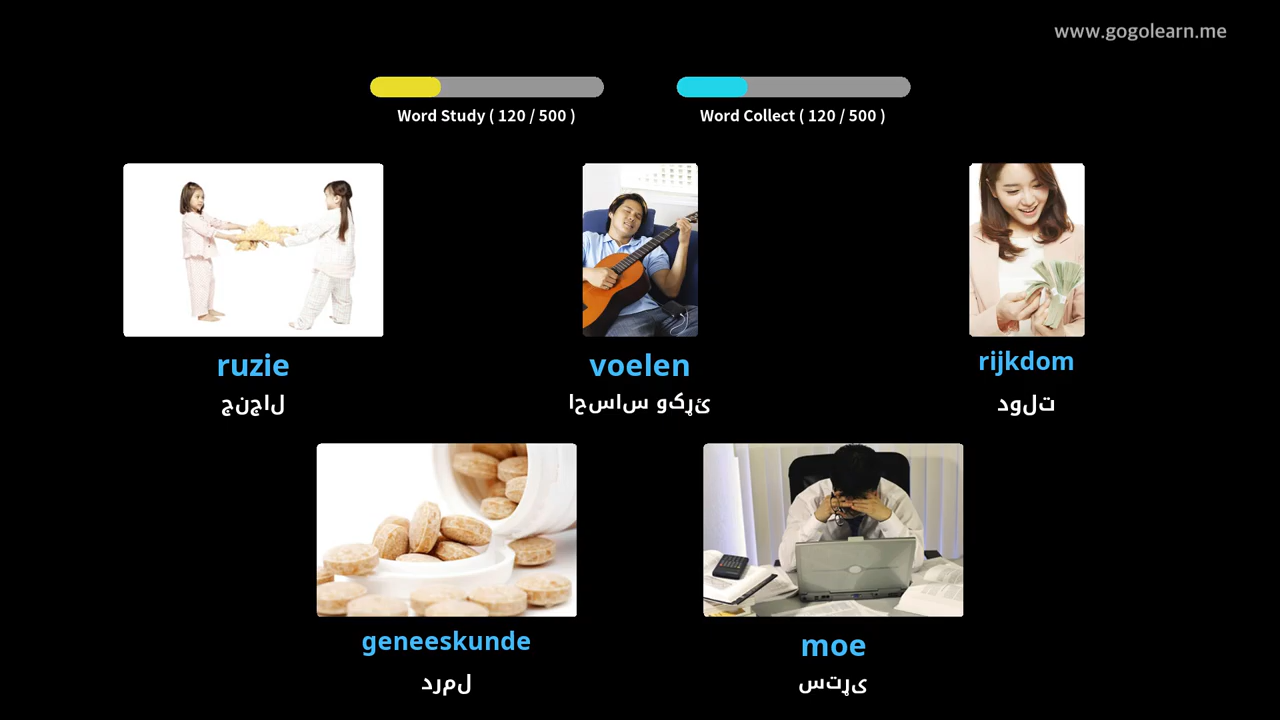 www.gogolearn.me
Word Study ( 120 / 500 )
Word Collect ( 120 / 500 )
ruzie
جنجال
voelen
احساس وکړئ
rijkdom
دولت
geneeskunde
درمل
moe
ستړی